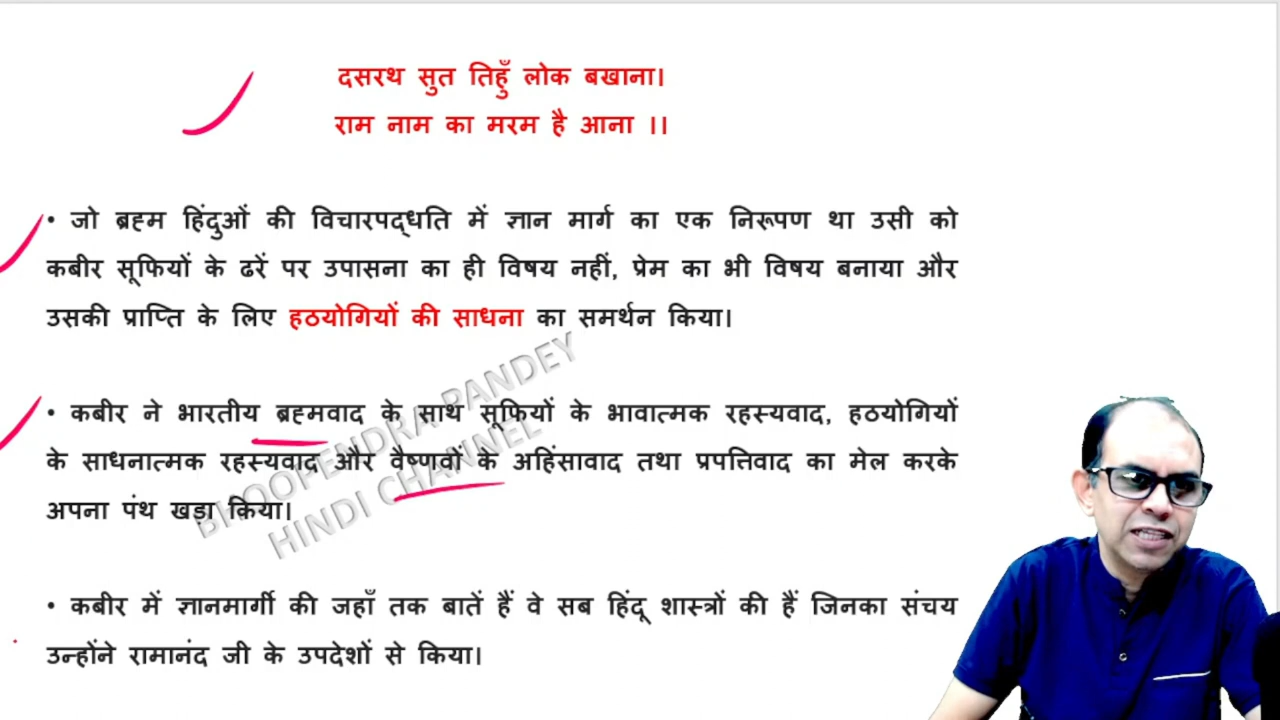 दसरथ सुत तिहुँ लोक बखाना।
राम नाम का मरम है आना ।।
• जो ब्रह्म हिंदुओं की विचारपद्धति में ज्ञान मार्ग का एक निरूपण था उसी को
कबीर सूफियों के ढर्रे पर उपासना का ही विषय नहीं, प्रेम का भी विषय बनाया और
उसकी प्राप्ति के लिए हठयोगियों की साधना का समर्थन किया।
• कबीर ने भारतीय ब्रह्मवाद के साथ सूफियों के भावात्मक रहस्यवाद, हठयोगियों
के साधनात्मक रहस्यवाद और वैष्णवों के अहिंसावाद तथा प्रपत्तिवाद का मेल करके
अपना पंथ खड़ा किया।
• कबीर में ज्ञानमार्गी की जहाँ तक बातें हैं वे सब हिंदू शास्त्रों की हैं जिनका संचय
उन्होंने रामानंद जी के उपदेशों से किया।
BHOOPENDRA PANDEY
HINDI CHANNEL